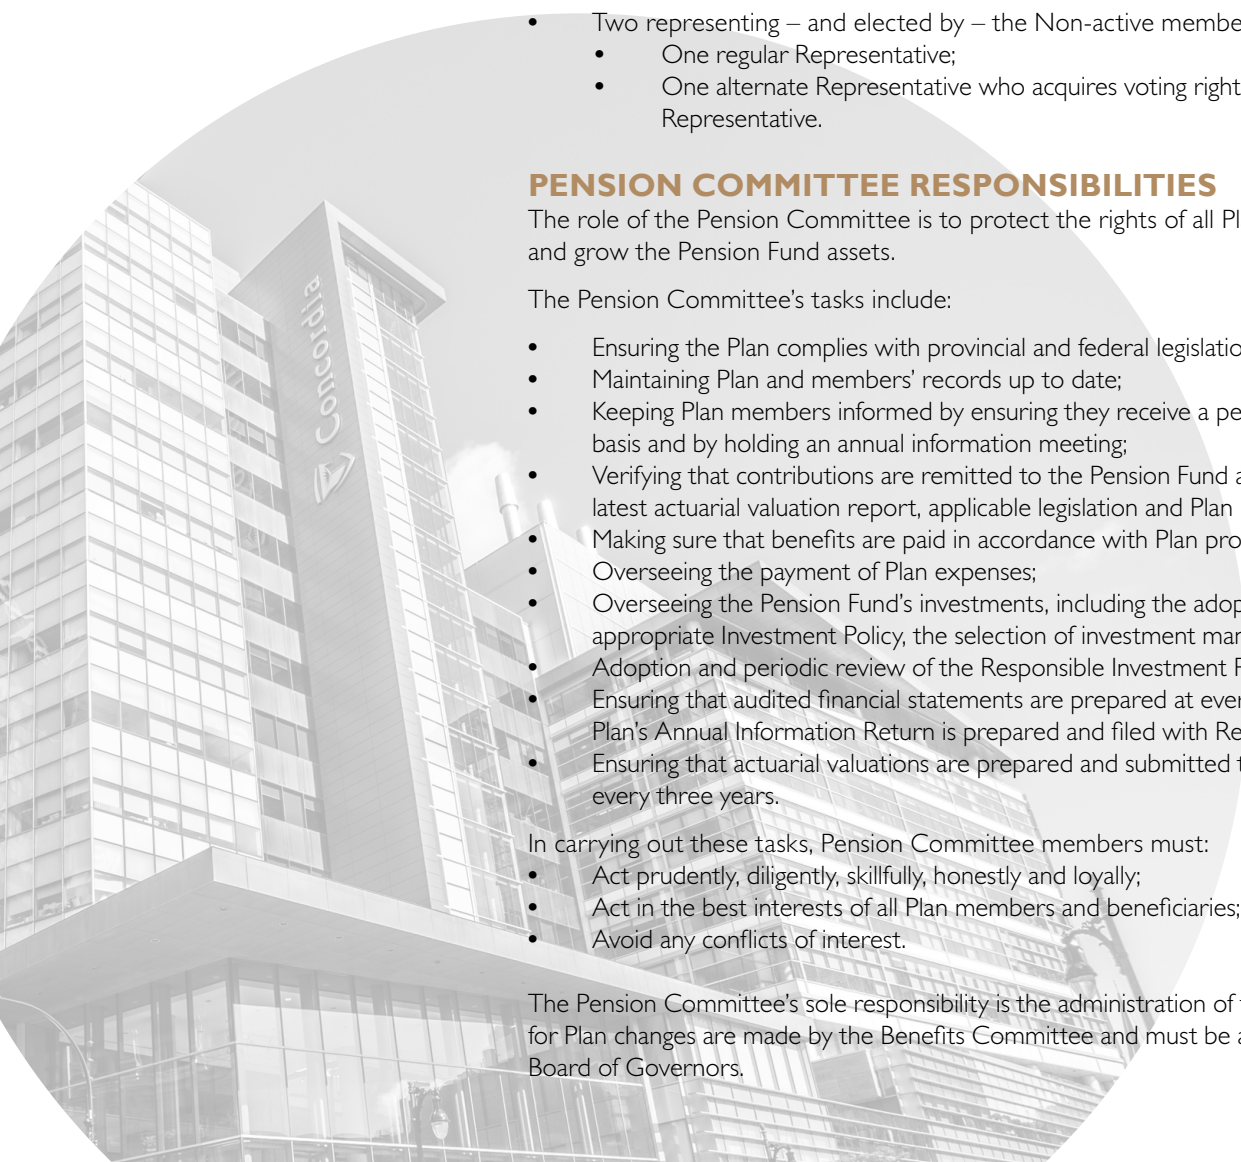 • Two representing – and elected by – the Non-active membe
• One regular Representative;
• One alternate Representative who acquires voting right
Representative.
PENSION COMMITTEE RESPONSIBILITIES
The role of the Pension Committee is to protect the rights of all Pl
and grow the Pension Fund assets.
The Pension Committee’s tasks include:
• Ensuring the Plan complies with provincial and federal legislatio
• Maintaining Plan and members’ records up to date;
• Keeping Plan members informed by ensuring they receive a pe
basis and by holding an annual information meeting;
• Verifying that contributions are remitted to the Pension Fund a
latest actuarial valuation report, applicable legislation and Plan
• Making sure that benefits are paid in accordance with Plan pro
• Overseeing the payment of Plan expenses;
• Overseeing the Pension Fund’s investments, including the adop
appropriate Investment Policy, the selection of investment mar
• Adoption and periodic review of the Responsible Investment P
• Ensuring that audited financial statements are prepared at ever
Plan’s Annual Information Return is prepared and filed with Re
• Ensuring that actuarial valuations are prepared and submitted t
every three years.
In carrying out these tasks, Pension Committee members must:
• Act prudently, diligently, skillfully, honestly and loyally;
• Act in the best interests of all Plan members and beneficiaries;
• Avoid any conflicts of interest.
The Pension Committee’s sole responsibility is the administration of
for Plan changes are made by the Benefits Committee and must be a
Board of Governors.
Concordia